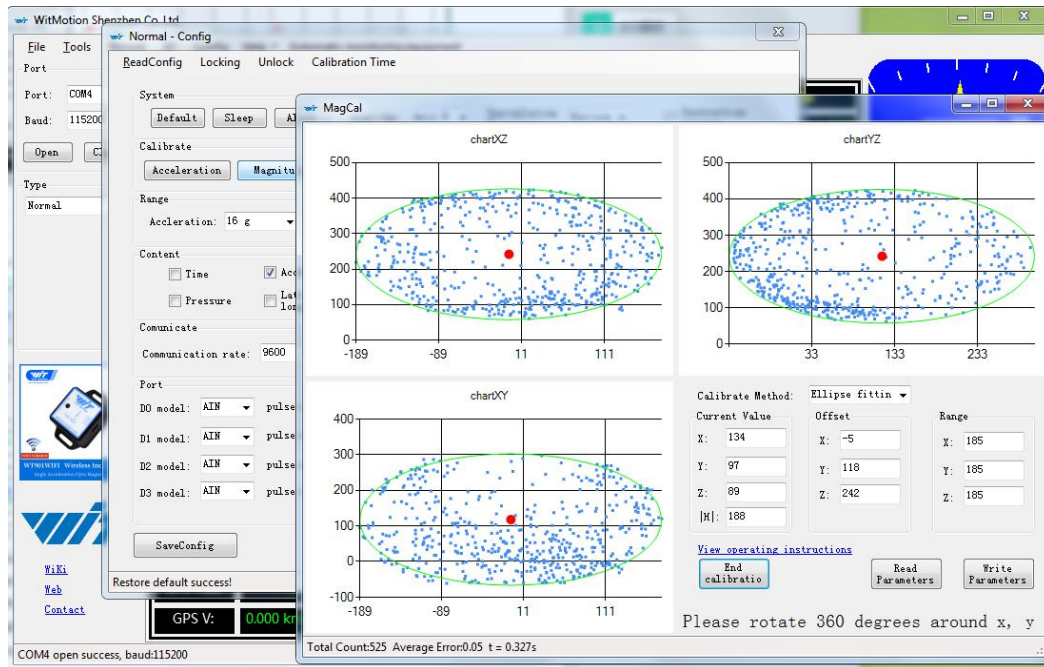 WitMotion Shenzhen Co.,Ltd
File Tools
Port
Port: COM4
Baud: 115200
Open
Type
Normal
WT901WIFI Wireless
WiKi
Web
Contact
GPS V: 0.000
COM4 open success, baud:115200
Normal - Config
ReadConfig Locking Unlock Calibration Time
System
Default Sleep
Calibrate
Acceleration Magnitu
Range
Accleration: 16 g
Content
Time
Pressure
Comunicate
Communication rate: 9600
Port
D0 model: AIN pulse
D1 model: AIN pulse
D2 model: AIN pulse
D3 model: AIN pulse
SaveConfig
Restore default success!
MagCal
chartXZ
500
400
300
200
100
0
-189 -89 11 111
chartYZ
500
400
300
200
100
0
33 133 233
chartXY
400
300
200
100
0
-100
-189 -89 11 111
Calibrate Method: Ellipse fittin
Current Value Offset Range
X: 134 X: -5 X: 185
Y: 97 Y: 118 Y: 185
Z: 89 Z: 242 Z: 185
|M|: 188
View operating instructions
End
calibratio
Read
Parameters
Write
Parameters
Please rotate 360 degrees around x, y
Total Count:525 Average Error:0.05 t = 0.327s